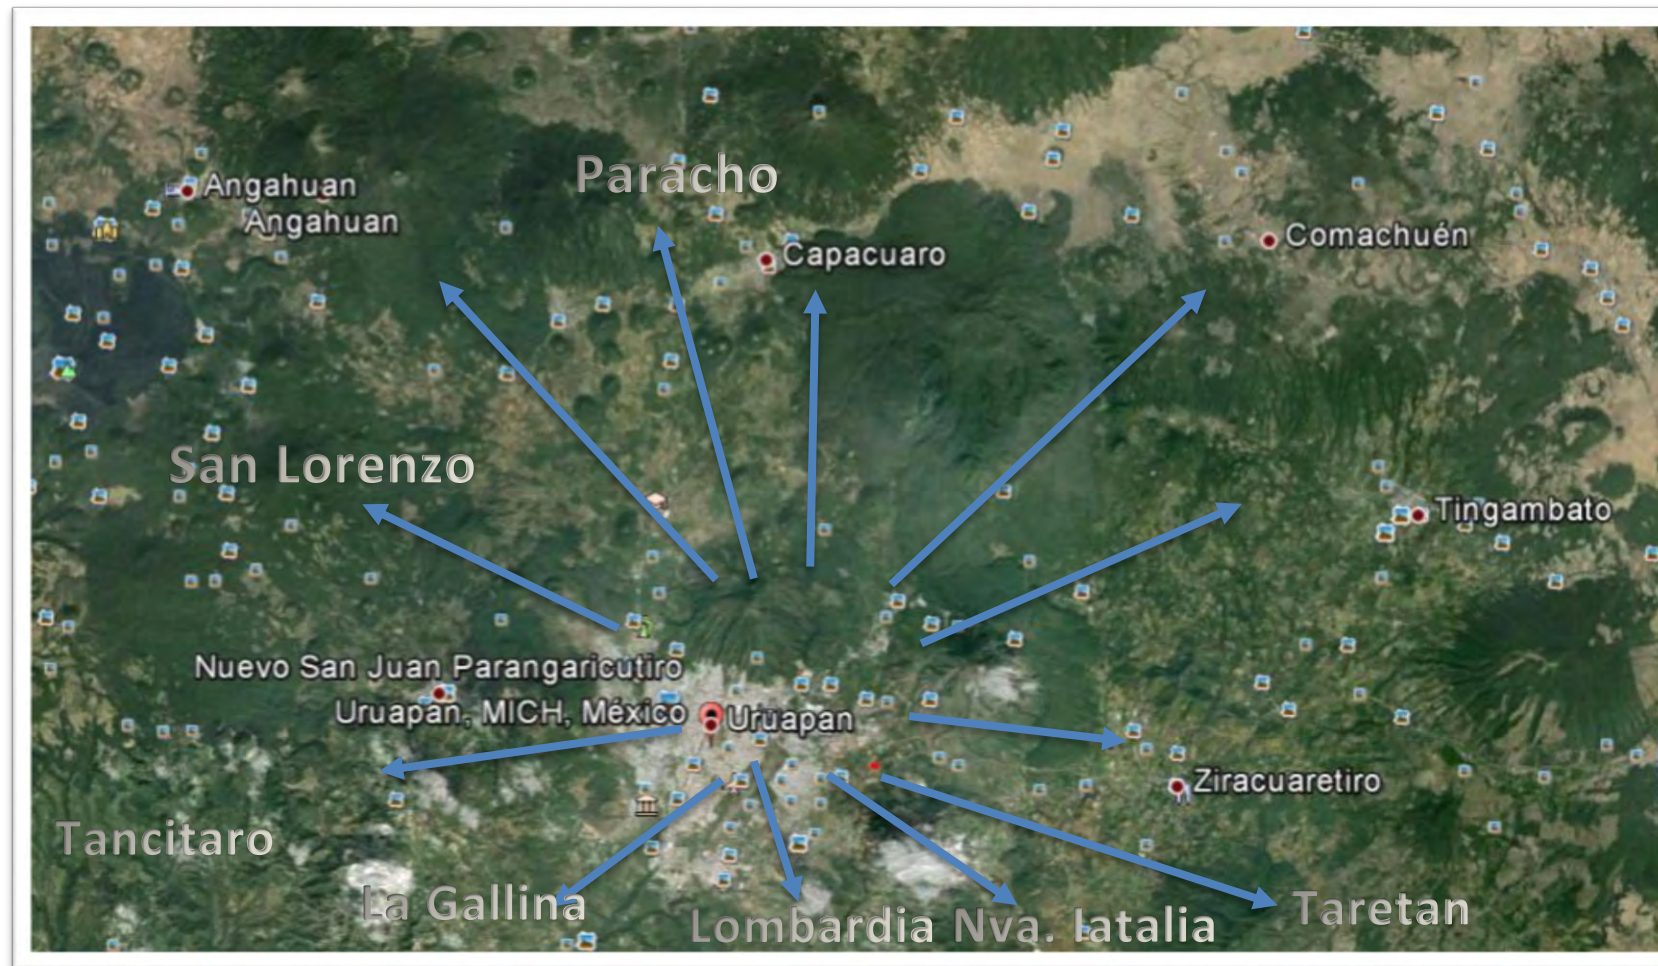 Paracho
Angahuan
Angahuan
Capacuaro
Comachuén
San Lorenzo
Tingambato
Nuevo San Juan Parangaricutiro
Uruapan, MICH, México
Uruapan
Ziracuaretiro
Tancitaro
La Gallina
Lombardia
Nva. Iatalia
Taretan